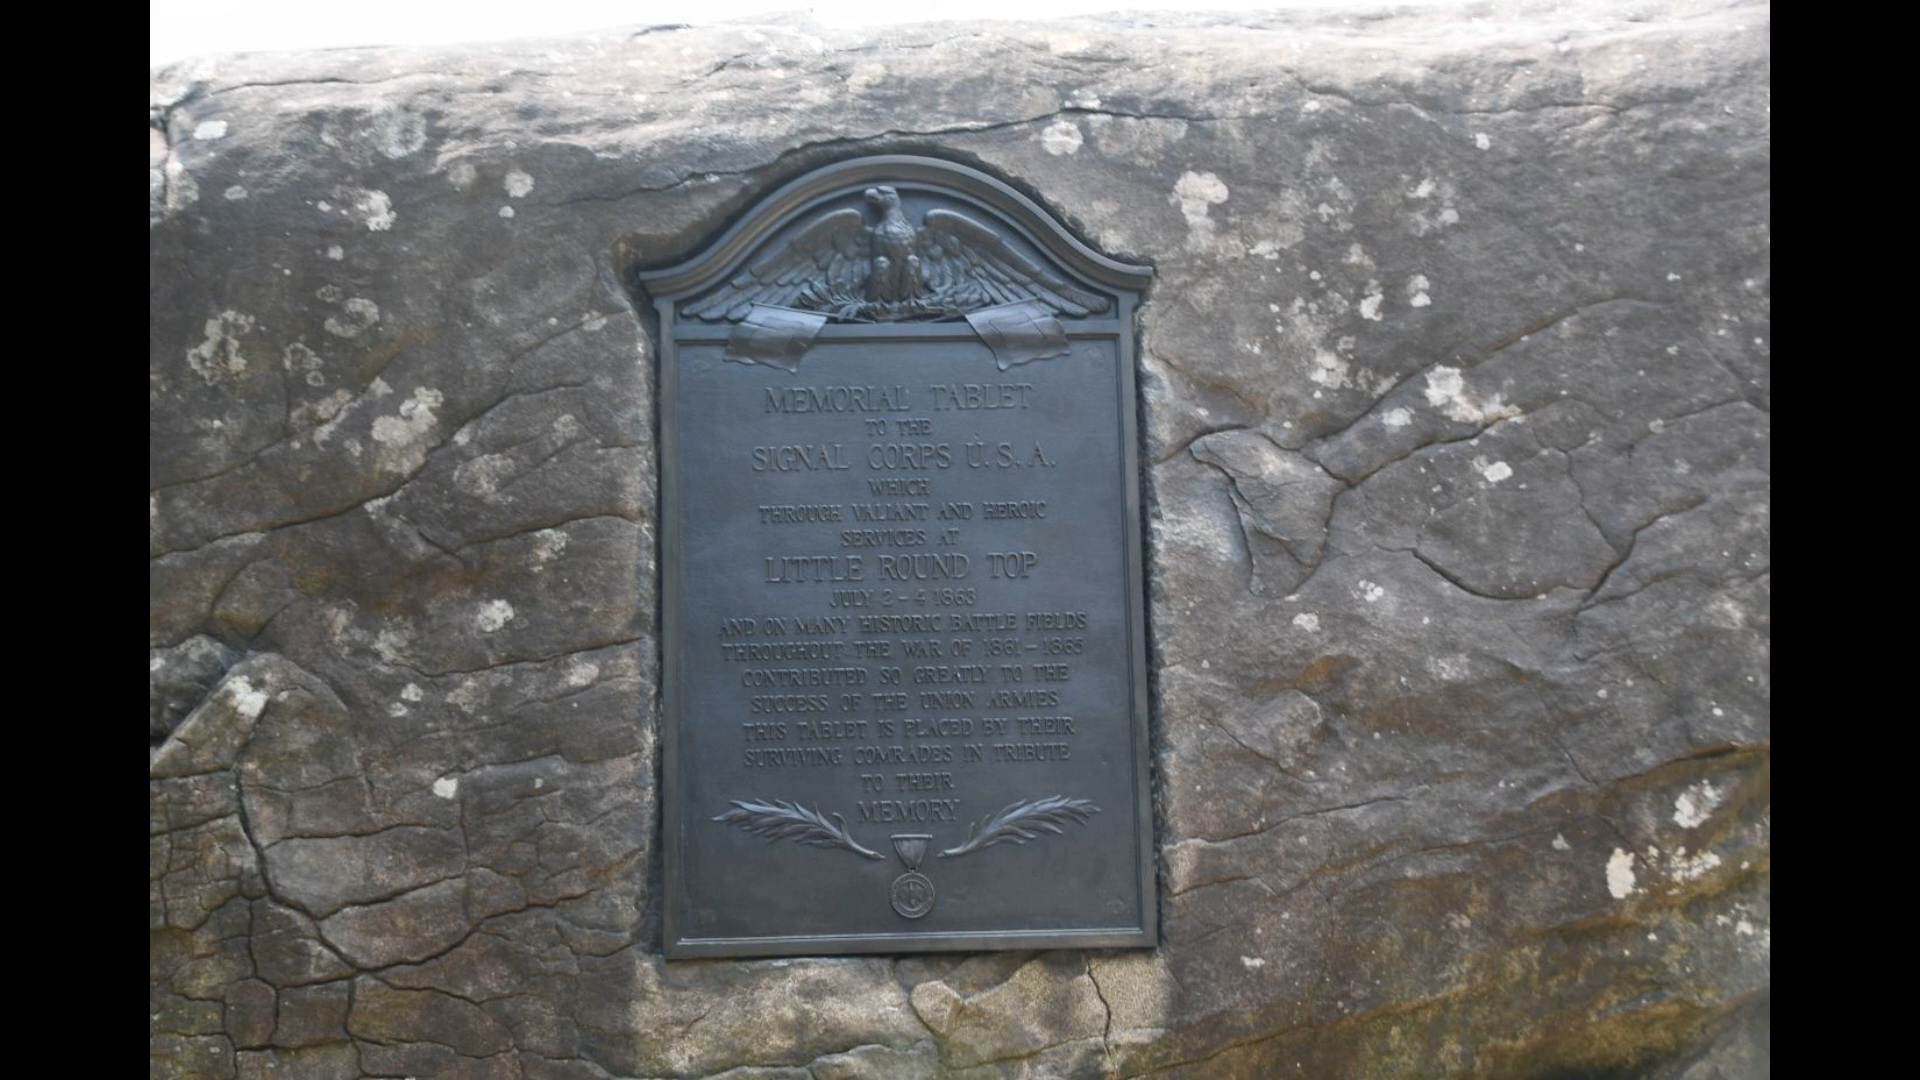 MEMORIAL TABLET
TO THE
SIGNAL CORPS U.S.A.
WHICH
THROUGH VALIANT AND HEROIC
SERVICES AT
LITTLE ROUND TOP
JULY 2-4 1863
AND ON MANY HISTORIC BATTLE FIELDS
THROUGHOUT THE WAR OF 1861-1865
CONTRIBUTED SO GREATLY TO THE
SUCCESS OF THE UNION ARMIES
THIS TABLET IS PLACED BY THEIR
SURVIVING COMRADES IN TRIBUTE
TO THEIR
MEMORY